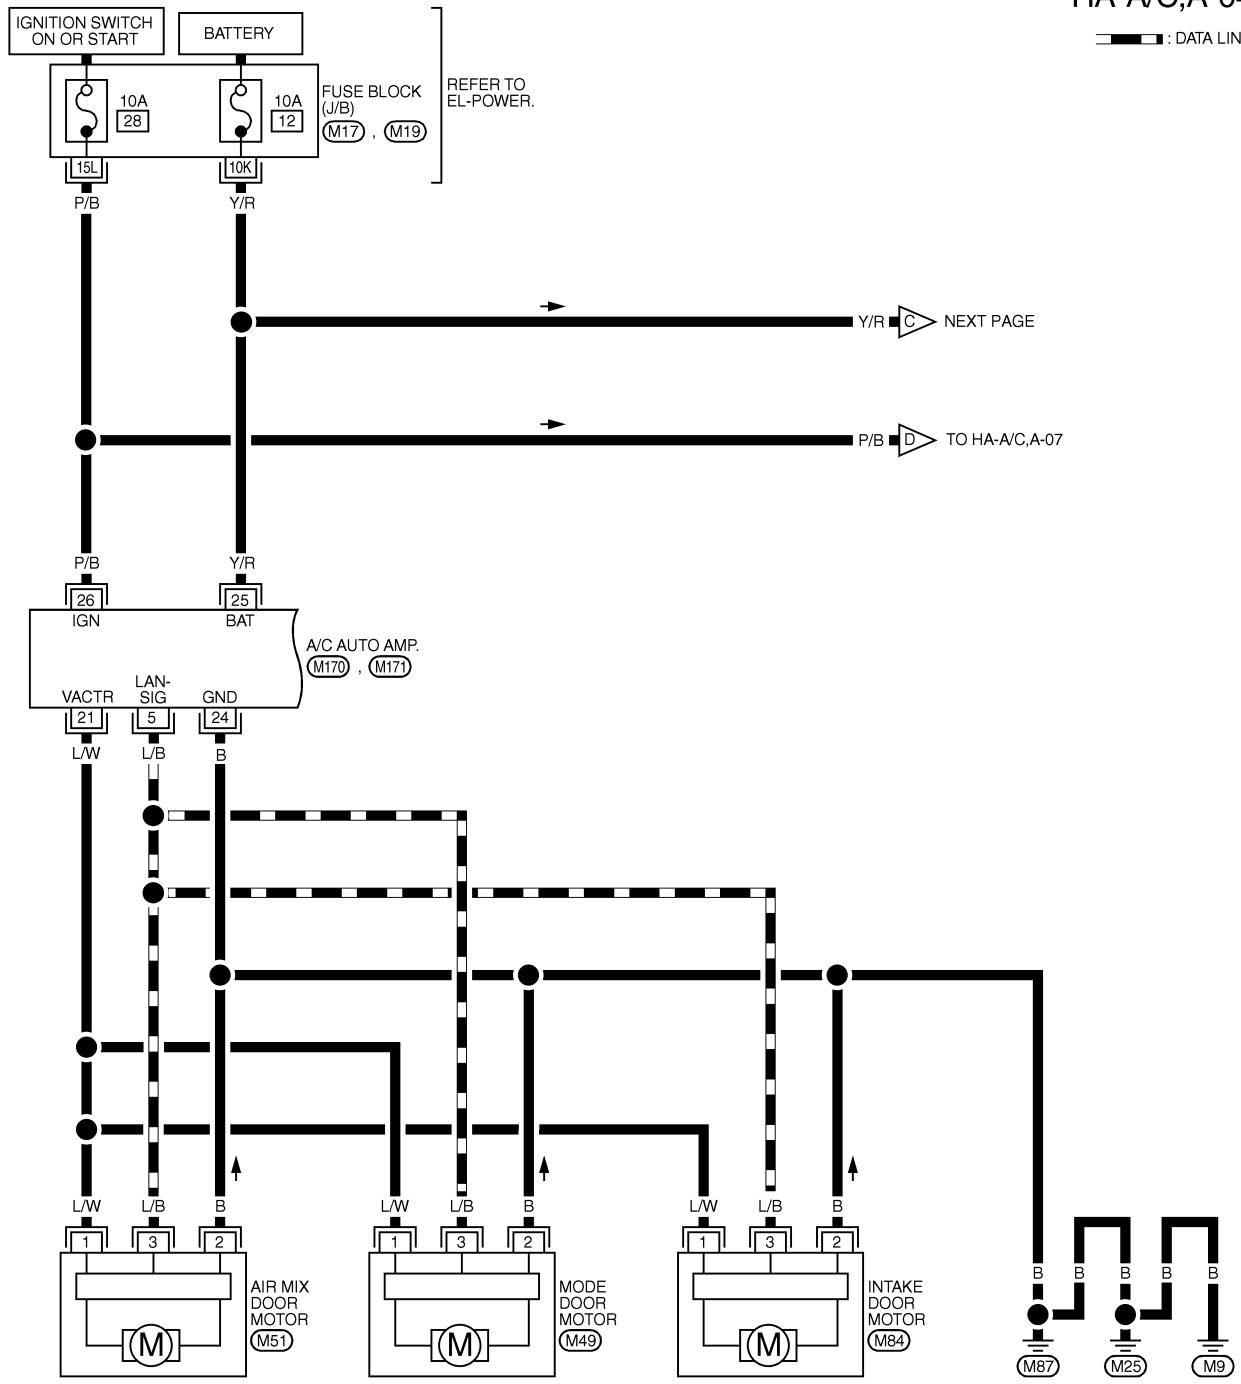 HA-A/C,A-0
: DATA LIN
IGNITION SWITCH
ON OR START
BATTERY
10A
28
10A
12
FUSE BLOCK
(J/B)
M17 , M19
REFER TO
EL-POWER.
15L
10K
P/B
Y/R
Y/R
C
NEXT PAGE
P/B
D
TO HA-A/C,A-07
P/B
Y/R
26
25
IGN
BAT
A/C AUTO AMP.
M170 , M171
VACTR
LAN-
SIG
GND
21
5
24
L/W
L/B
B
L/W
L/B
B
L/W
L/B
B
L/W
L/B
B
1
3
2
1
3
2
1
3
2
AIR MIX
DOOR
MOTOR
M51
M
MODE
DOOR
MOTOR
M49
M
INTAKE
DOOR
MOTOR
M84
M
B
B
B
B
B
M87
M25
M9